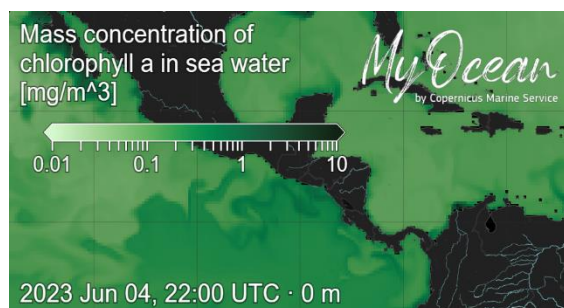 Mass concentration of
chlorophyll a in sea water
[mg/m^3]
MyOcean
by Copernicus Marine Service
0.01 0.1 1 10
2023 Jun 04, 22:00 UTC · 0 m